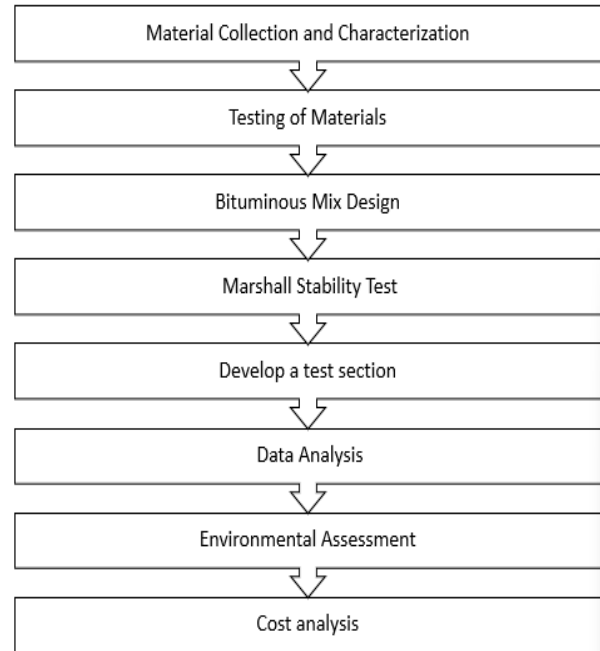 Material Collection and Characterization
Testing of Materials
Bituminous Mix Design
Marshall Stability Test
Develop a test section
Data Analysis
Environmental Assessment
Cost analysis